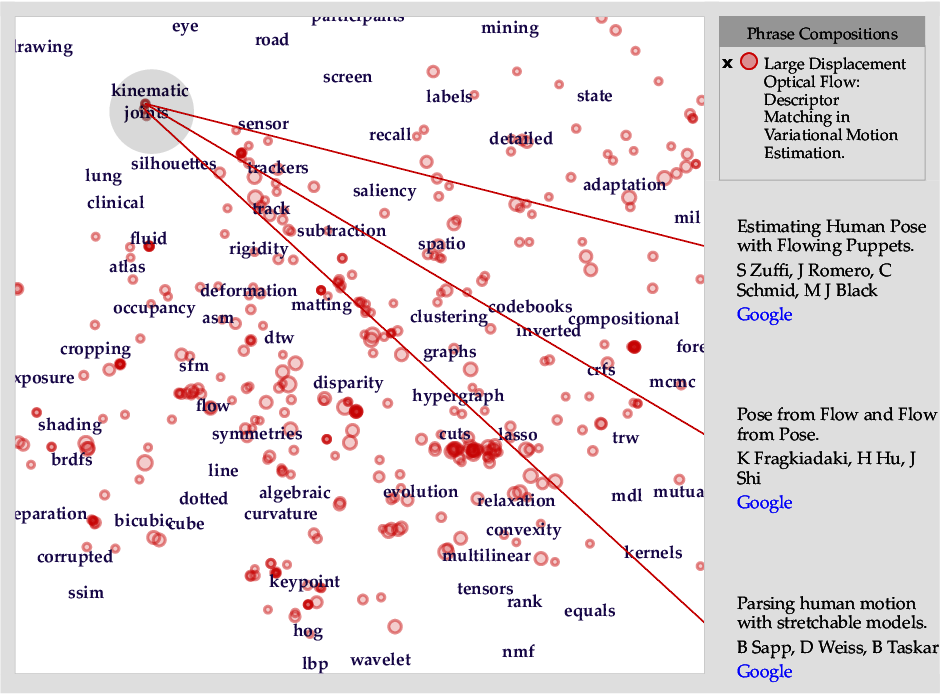 participants
eye
mining
road
drawing
screen
kinematic
labels
state
joints
sensor
recall
detailed
silhouettes
trackers
lung
saliency
adaptation
clinical
track
mil
subtraction
fluid
rigidity
spatio
atlas
deformation
occupancy
matting
codebooks
asm
clustering
compositional
inverted
dtw
cropping
graphs
fore
sfm
crfs
xposure
disparity
mcmc
hypergraph
flow
shading
symmetries
cuts
lasso
trw
brdfs
line
dotted
algebraic
evolution
relaxation
mdl
mutua
eparation
bicubic
cube
curvature
convexity
corrupted
multilinear
kernels
keypoint
ssim
tensors
rank
equals
hog
lbp
wavelet
nmf
Phrase Compositions
x Large Displacement
Optical Flow:
Descriptor
Matching in
Variational Motion
Estimation.
Estimating Human Pose
with Flowing Puppets.
S Zuffi, J Romero, C
Schmid, M J Black
Google
Pose from Flow and Flow
from Pose.
K Fragkiadaki, H Hu, J
Shi
Google
Parsing human motion
with stretchable models.
B Sapp, D Weiss, B Taskar
Google